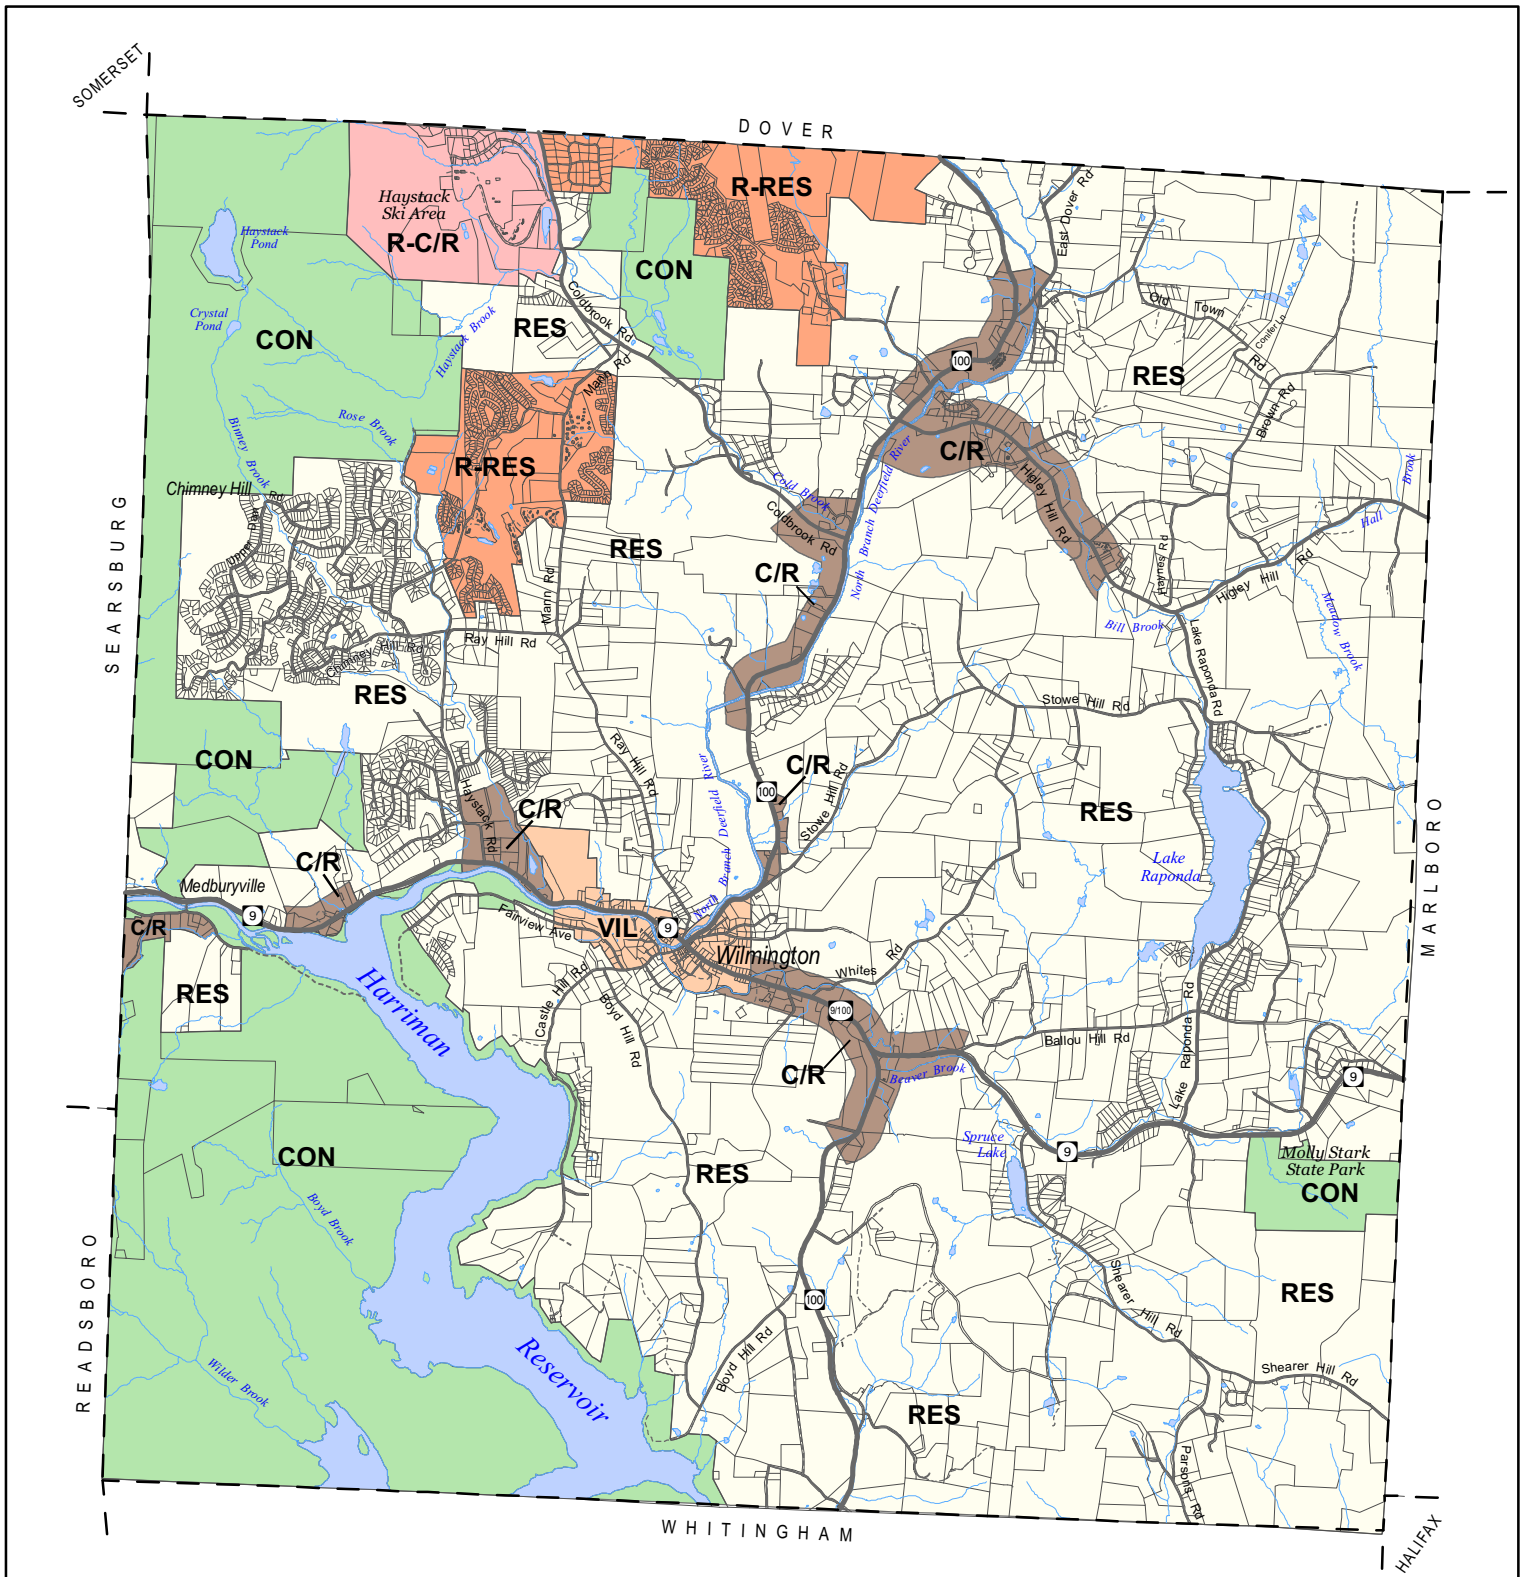 SOMERSET
DOVER
Haystack
Ski Area
R-C/R
R-RES
East Dover Rd
Haystack
Pond
CON
Crystal
Pond
CON
Haystack Brook
RES
Coldbrook Rd
Mann Rd
100
Old Town Rd
Conifer Ln
RES
Brown Rd
Rose Brook
Binney Brook
R-RES
C/R
Higley Hill Rd
North Branch Deerfield River
Cold Brook
Coldbrook Rd
Hall Brook
Chimney Hill Rd
Upper Dam
SEARSBURG
RES
C/R
Mann Rd
Haynes Rd
Higley Hill Rd
Meadow Brook
Bill Brook
Chimney Hill Rd
Ray Hill Rd
Lake Raponda Rd
RES
Stowe Hill Rd
CON
Ray Hill Rd
North Branch Deerfield River
100
C/R
Stowe Hill Rd
RES
Haystack Rd
C/R
Lake
Raponda
MARLBORO
C/R
Medburyville
9
C/R
Fairview Ave
VIL
9
North
Wilmington
Whites Rd
RES
Harriman
Castle Hill Rd
Boyd Hill Rd
9/100
C/R
Beaver Brook
Ballou Hill Rd
Lake Raponda Rd
9
CON
Boyd Brook
RES
Spruce
Lake
9
Molly Stark
State Park
CON
READSBORO
Shearer Hill Rd
RES
100
Reservoir
Boyd Hill Rd
Wilder Brook
Shearer Hill Rd
RES
Parsons Rd
WHITINGHAM
HALIFAX